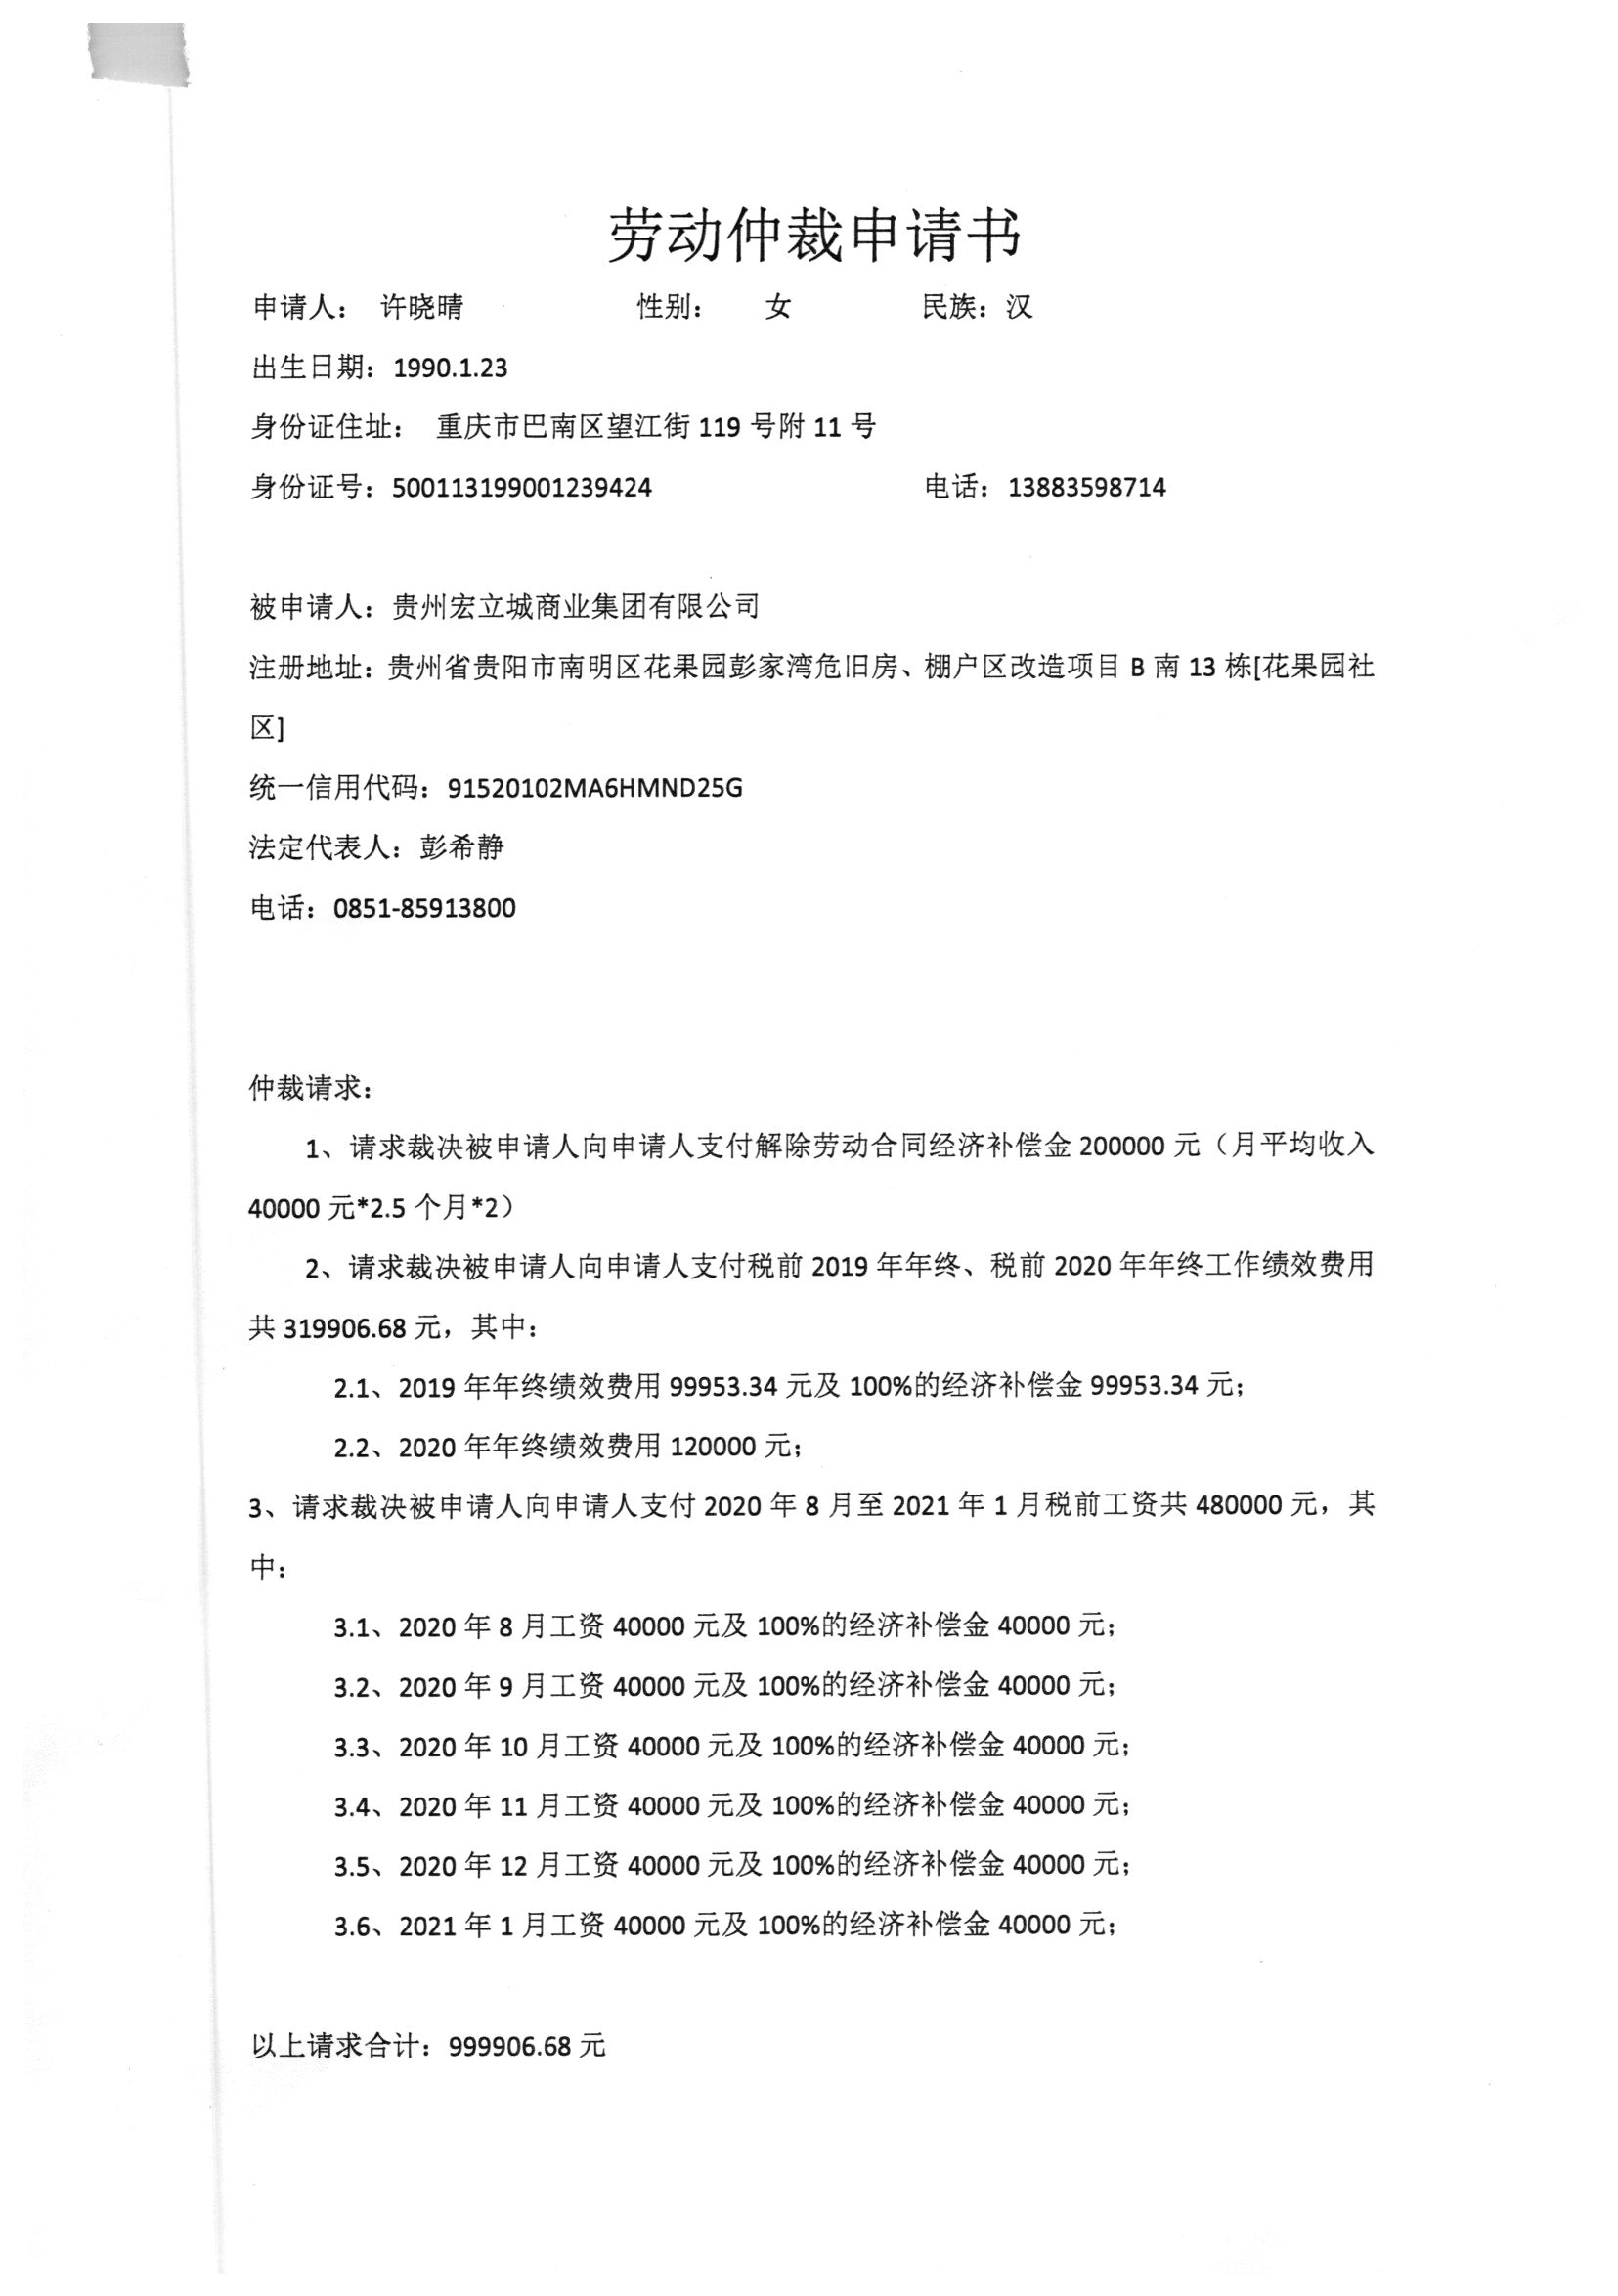 劳动仲裁申请书
申请人： 许晓晴 性别： 女 民族：汉
出生日期：1990.1.23
身份证住址： 重庆市巴南区望江街 119 号附 11 号
身份证号：500113199001239424 电话：13883598714
被申请人：贵州宏立城商业集团有限公司
注册地址：贵州省贵阳市南明区花果园彭家湾危旧房、棚户区改造项目 B 南 13 栋[花果园社
区]
统一信用代码：91520102MA6HMND25G
法定代表人：彭希静
电话：0851-85913800
仲裁请求：
1、请求裁决被申请人向申请人支付解除劳动合同经济补偿金 200000 元（月平均收入
40000 元*2.5 个月*2）
2、请求裁决被申请人向申请人支付税前 2019 年年终、税前 2020 年年终工作绩效费用
共 319906.68 元，其中：
2.1、2019 年年终绩效费用 99953.34 元及 100%的经济补偿金 99953.34 元；
2.2、2020 年年终绩效费用 120000 元；
3、请求裁决被申请人向申请人支付 2020 年 8 月至 2021 年 1 月税前工资共 480000 元，其
中：
3.1、2020 年 8 月工资 40000 元及 100%的经济补偿金 40000 元；
3.2、2020 年 9 月工资 40000 元及 100%的经济补偿金 40000 元；
3.3、2020 年 10 月工资 40000 元及 100%的经济补偿金 40000 元；
3.4、2020 年 11 月工资 40000 元及 100%的经济补偿金 40000 元；
3.5、2020 年 12 月工资 40000 元及 100%的经济补偿金 40000 元；
3.6、2021 年 1 月工资 40000 元及 100%的经济补偿金 40000 元；
以上请求合计：999906.68 元